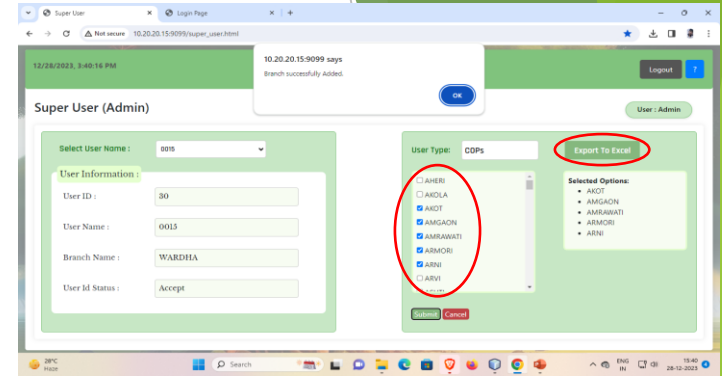 Super User
Login Page
Not secure 10.20.20.15:9099/super_user.html
12/28/2023, 3:40:16 PM
10.20.20.15:9099 says
Branch successfully Added.
OK
Logout ?
Super User (Admin)
User : Admin
Select User Name : 0015
User Information :
User ID : 30
User Name : 0015
Branch Name : WARDHA
User Id Status : Accept
User Type: COPs
Export To Excel
AHERI
AKOLA
AKOT
AMGAON
AMRAWATI
ARMORI
ARNI
ARVI
Selected Options:
AKOT
AMGAON
AMRAWATI
ARMORI
ARNI
Submit Cancel
28°C
Haze
Search
ENG
IN
15:40
28-12-2023